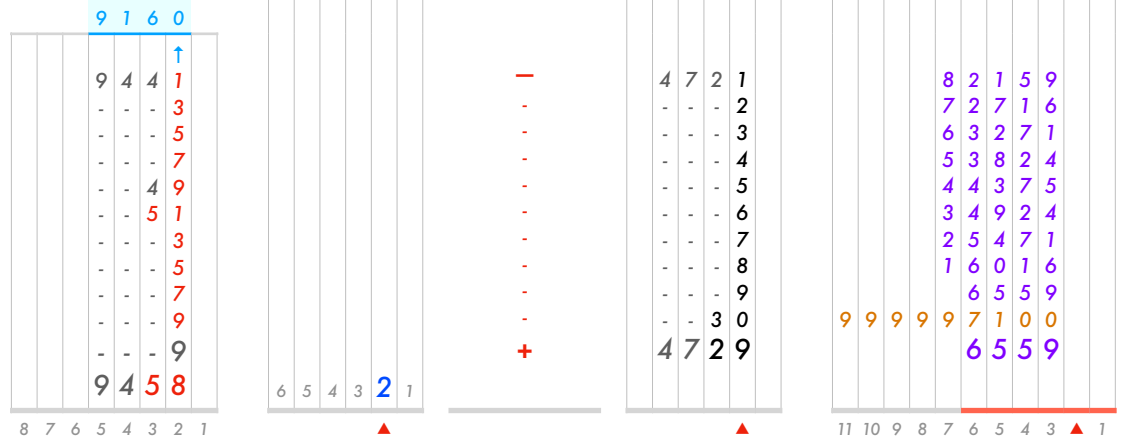 9 1 6 0
↑
9 4 4 1 — 4 7 2 1 8 2 1 5 9
- - - 3 - - - - 2 7 2 7 1 6
- - - 5 - - - - 3 6 3 2 7 1
- - - 7 - - - - 4 5 3 8 2 4
- - 4 9 - - - - 5 4 4 3 7 5
- - 5 1 - - - - 6 3 4 9 2 4
- - - 3 - - - - 7 2 5 4 7 1
- - - 5 - - - - 8 1 6 0 1 6
- - - 7 - - - - 9 6 5 5 9
- - - 9 - - - 3 0 9 9 9 9 9 7 1 0 0
- - - 9 + 4 7 2 9 6 5 5 9
9 4 5 8 6 5 4 3 2 1
8 7 6 5 4 3 2 1 ▲ ▲ 11 10 9 8 7 6 5 4 3 ▲ 1